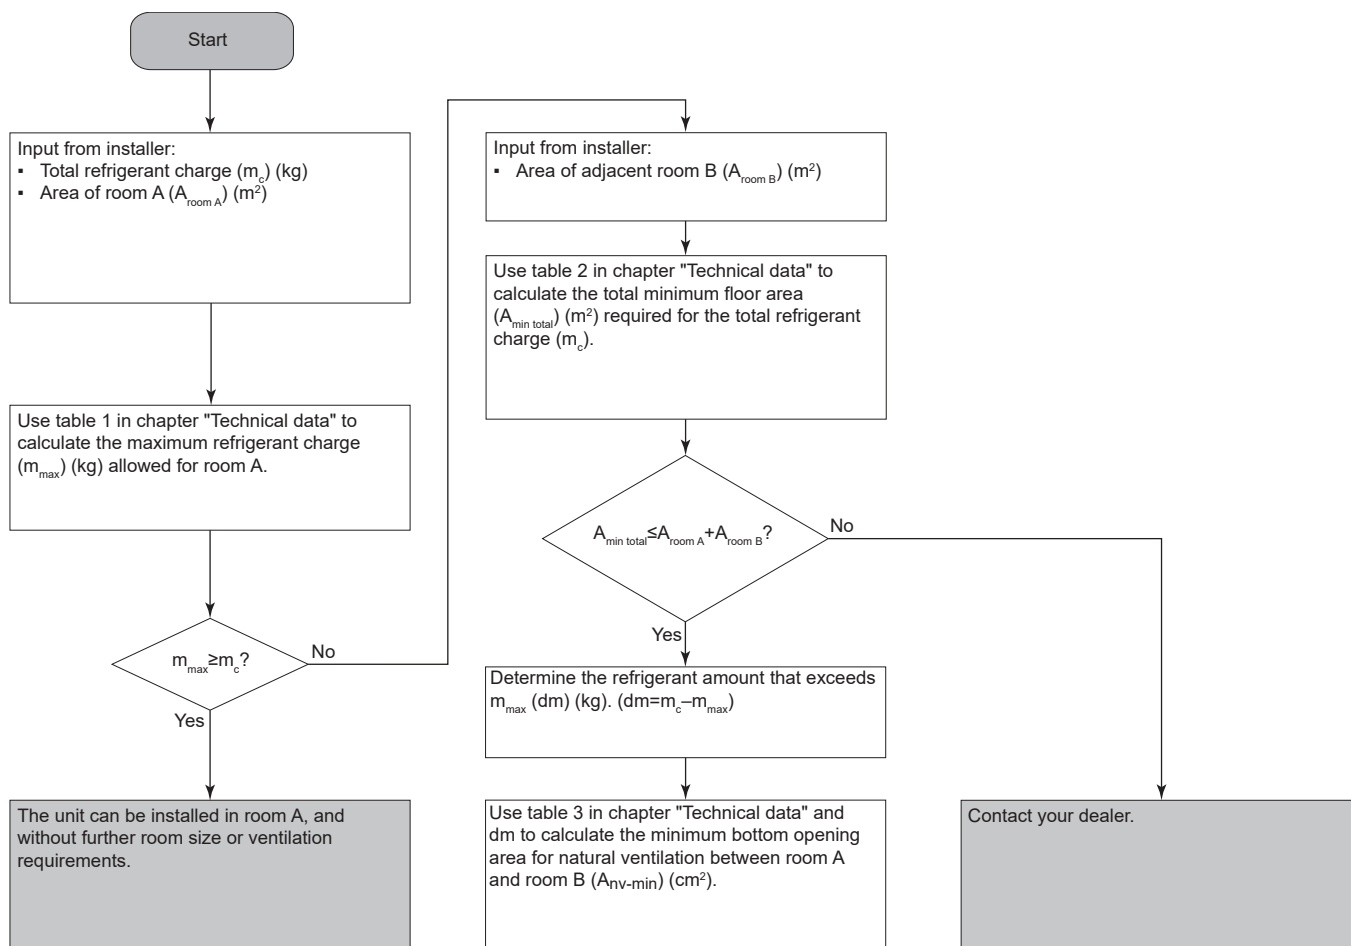 Start
Input from installer:
▪ Total refrigerant charge (mc) (kg)
▪ Area of room A (Aroom A) (m²)
Use table 1 in chapter "Technical data" to
calculate the maximum refrigerant charge
(mmax) (kg) allowed for room A.
mmax≥mc?
No
Yes
The unit can be installed in room A, and
without further room size or ventilation
requirements.
Input from installer:
▪ Area of adjacent room B (Aroom B) (m²)
Use table 2 in chapter "Technical data" to
calculate the total minimum floor area
(Amin total) (m²) required for the total refrigerant
charge (mc).
Amin total≤Aroom A+Aroom B?
No
Yes
Determine the refrigerant amount that exceeds
mmax (dm) (kg). (dm=mc–mmax)
Use table 3 in chapter "Technical data" and
dm to calculate the minimum bottom opening
area for natural ventilation between room A
and room B (Anv-min) (cm²).
Contact your dealer.